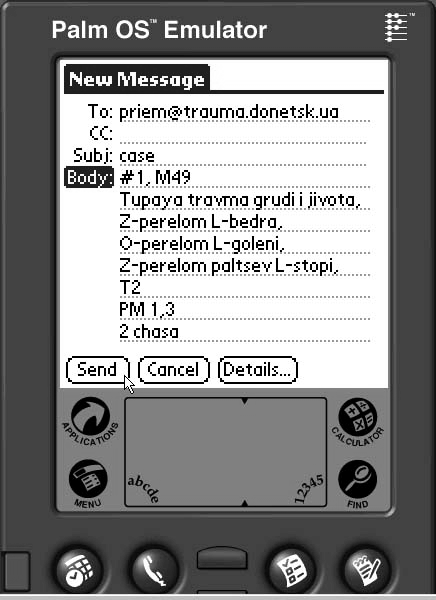 Palm OS™ Emulator
New Message
To: priem@trauma.donetsk.ua
CC:
Subj: case
Body: #1, M49
Tupaya travma grudi i jivota,
Z-perelom L-bedra,
O-perelom L-goleni,
Z-perelom paltsev L-stopi,
T2
PM 1,3
2 chasa
Send Cancel Details...
APPLICATIONS
CALCULATOR
MENU
abcde
12345
FIND